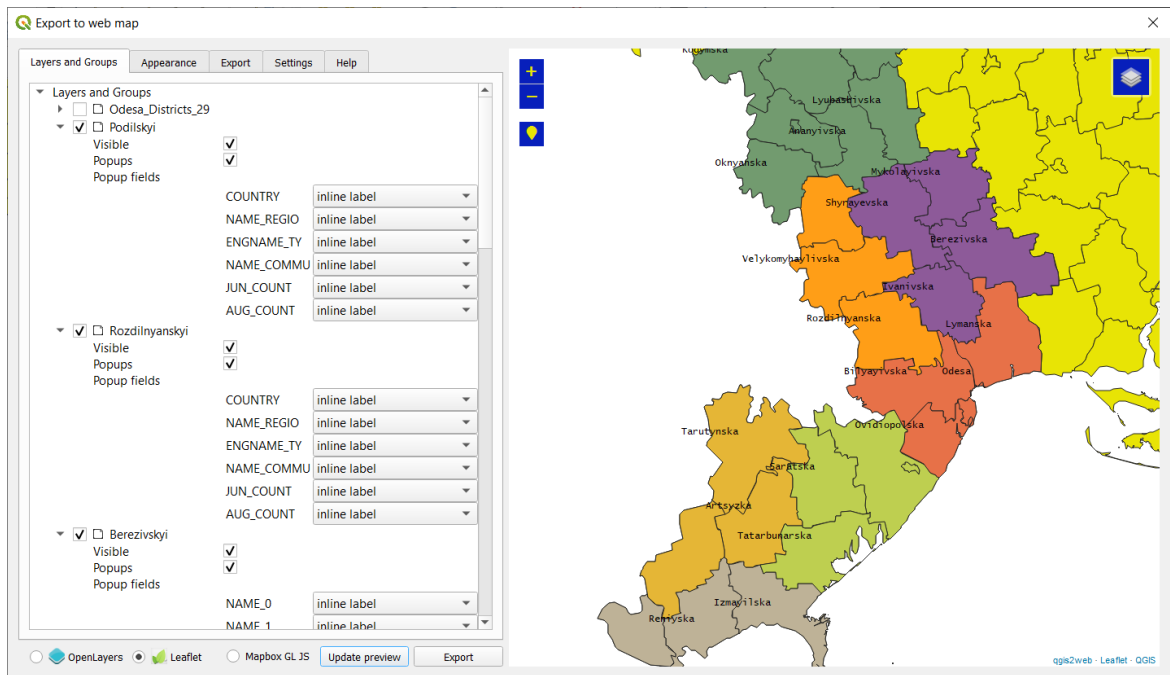 Export to web map
Layers and Groups Appearance Export Settings Help
Layers and Groups
Odesa_Districts_29
Podilskyi
Visible
Popups
Popup fields
COUNTRY inline label
NAME_REGIO inline label
ENGNAME_TY inline label
NAME_COMMU inline label
JUN_COUNT inline label
AUG_COUNT inline label
Rozdilnyanskyi
Visible
Popups
Popup fields
COUNTRY inline label
NAME_REGIO inline label
ENGNAME_TY inline label
NAME_COMMU inline label
JUN_COUNT inline label
AUG_COUNT inline label
Berezivskyi
Visible
Popups
Popup fields
NAME_0 inline label
NAME_1 inline label
OpenLayers Leaflet Mapbox GL JS Update preview Export
+
−
Kodymska
Lyubashivska
Ananyivska
Oknyanska
Mykolayivska
Shyrayevska
Berezivska
Velykomyhaylivska
Ivanivska
Rozdilnyanska
Lymanska
Bilyayivska
Odesa
Ovidiopolska
Tarutynska
Saratska
Artsyzka
Tatarbunarska
Izmayilska
Reniyska
qgis2web · Leaflet · QGIS